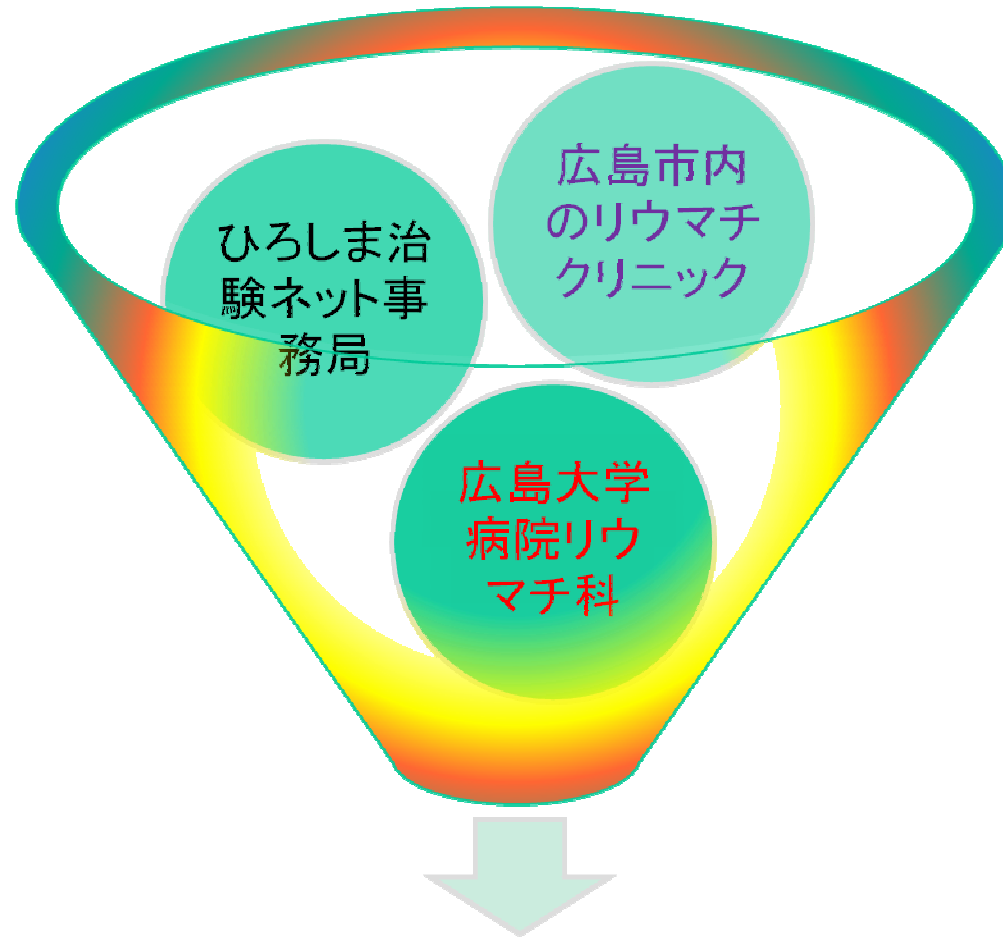 広島市内
のリウマチ
クリニック
ひろしま治
験ネット事
務局
広島大学
病院リウ
マチ科